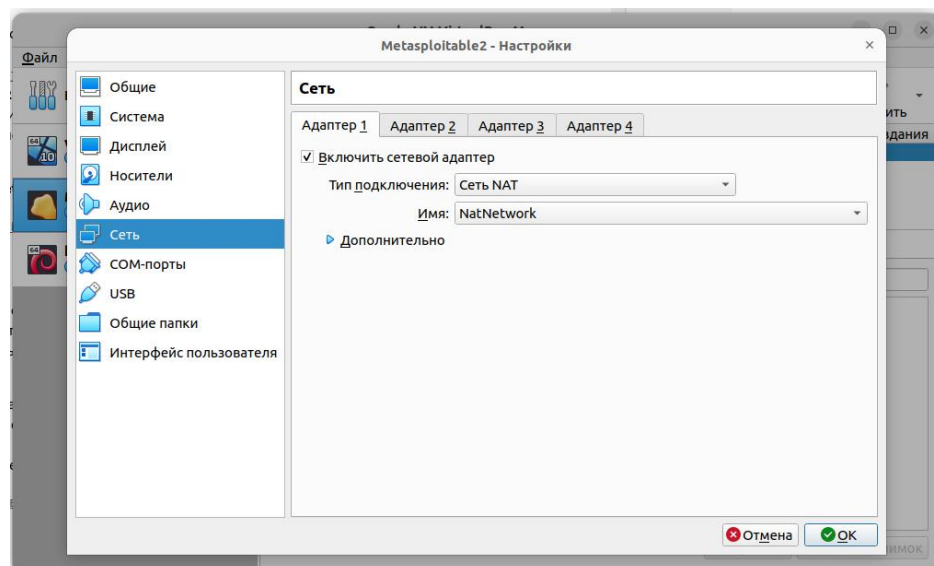 Metasploitable2 - Настройки
Файл
Общие
Система
Дисплей
Носители
Аудио
Сеть
COM-порты
USB
Общие папки
Интерфейс пользователя
Сеть
Адаптер 1 Адаптер 2 Адаптер 3 Адаптер 4
Включить сетевой адаптер
Тип подключения: Сеть NAT
Имя: NatNetwork
Дополнительно
Отмена OK